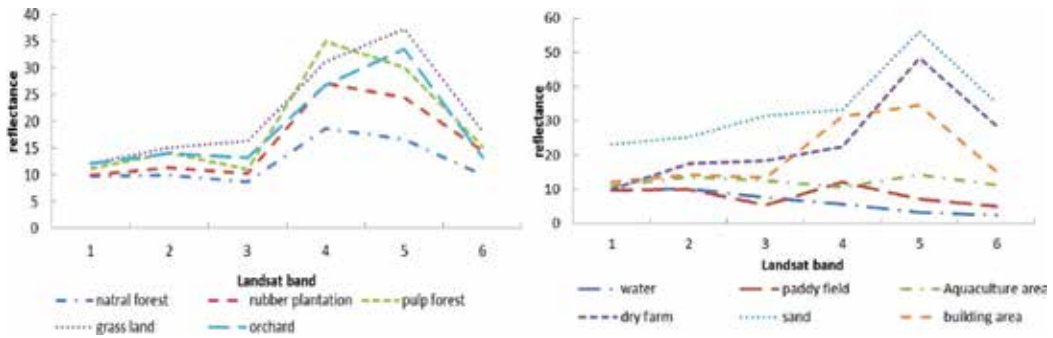 40
35
30
25
20
15
10
5
0
reflectance
1 2 3 4 5 6
Landsat band
natral forest rubber plantation pulp forest
grass land orchard
60
50
40
30
20
10
0
reflectance
1 2 3 4 5 6
Landsat band
water paddy field Aquaculture area
dry farm sand building area